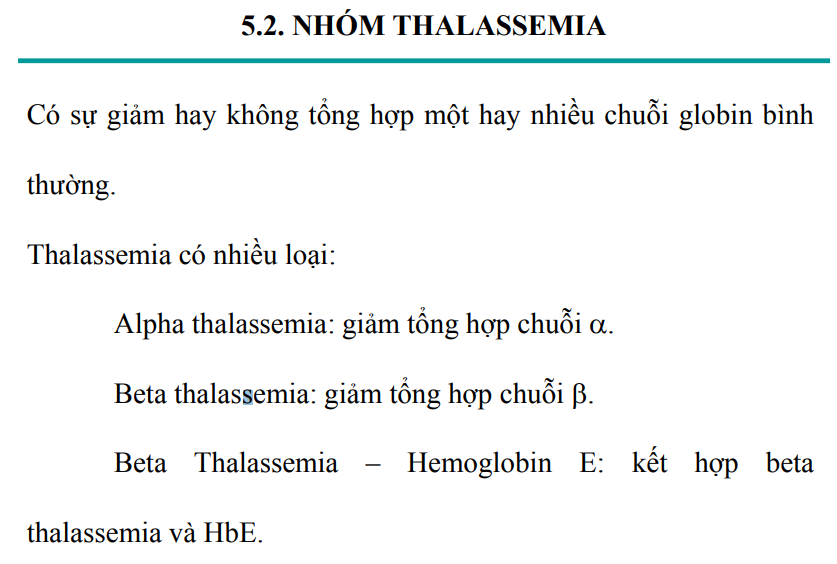 5.2. NHÓM THALASSEMIA
Có sự giảm hay không tổng hợp một hay nhiều chuỗi globin bình
thường.
Thalassemia có nhiều loại:
Alpha thalassemia: giảm tổng hợp chuỗi α.
Beta thalassemia: giảm tổng hợp chuỗi β.
Beta Thalassemia – Hemoglobin E: kết hợp beta
thalassemia và HbE.